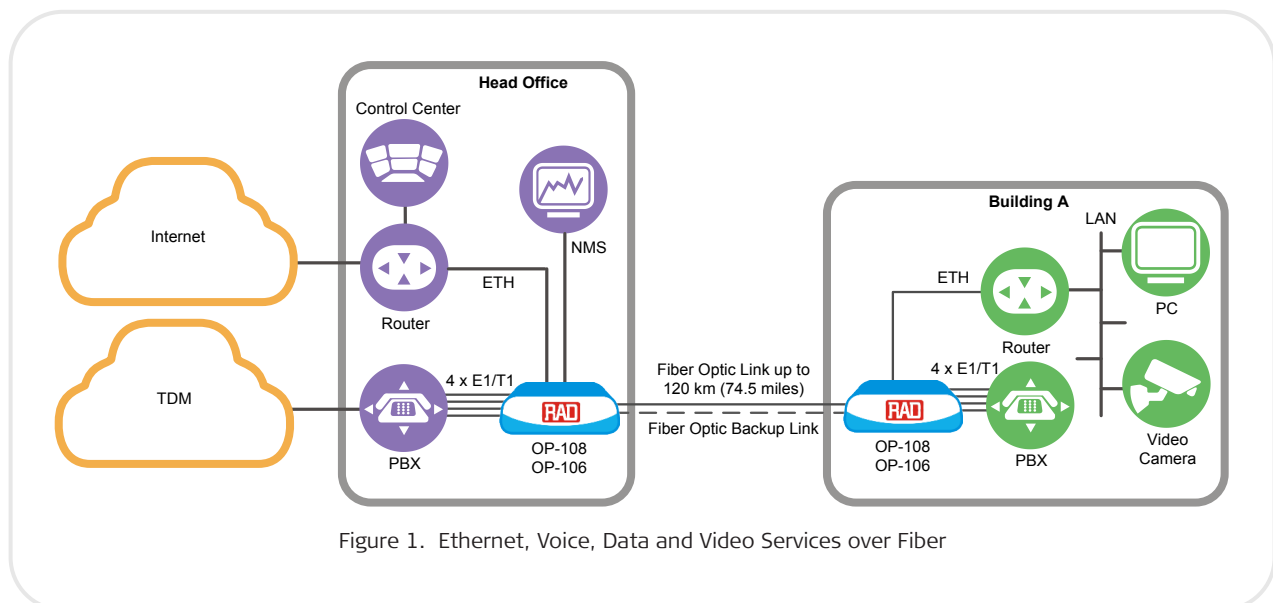 Head Office
Control Center
Internet
NMS
ETH
Router
TDM
4 x E1/T1
RAD
PBX
OP-108
OP-106
Fiber Optic Link up to
120 km (74.5 miles)
Fiber Optic Backup Link
Building A
LAN
ETH
PC
Router
4 x E1/T1
RAD
OP-108
OP-106
PBX
Video
Camera
Figure 1. Ethernet, Voice, Data and Video Services over Fiber